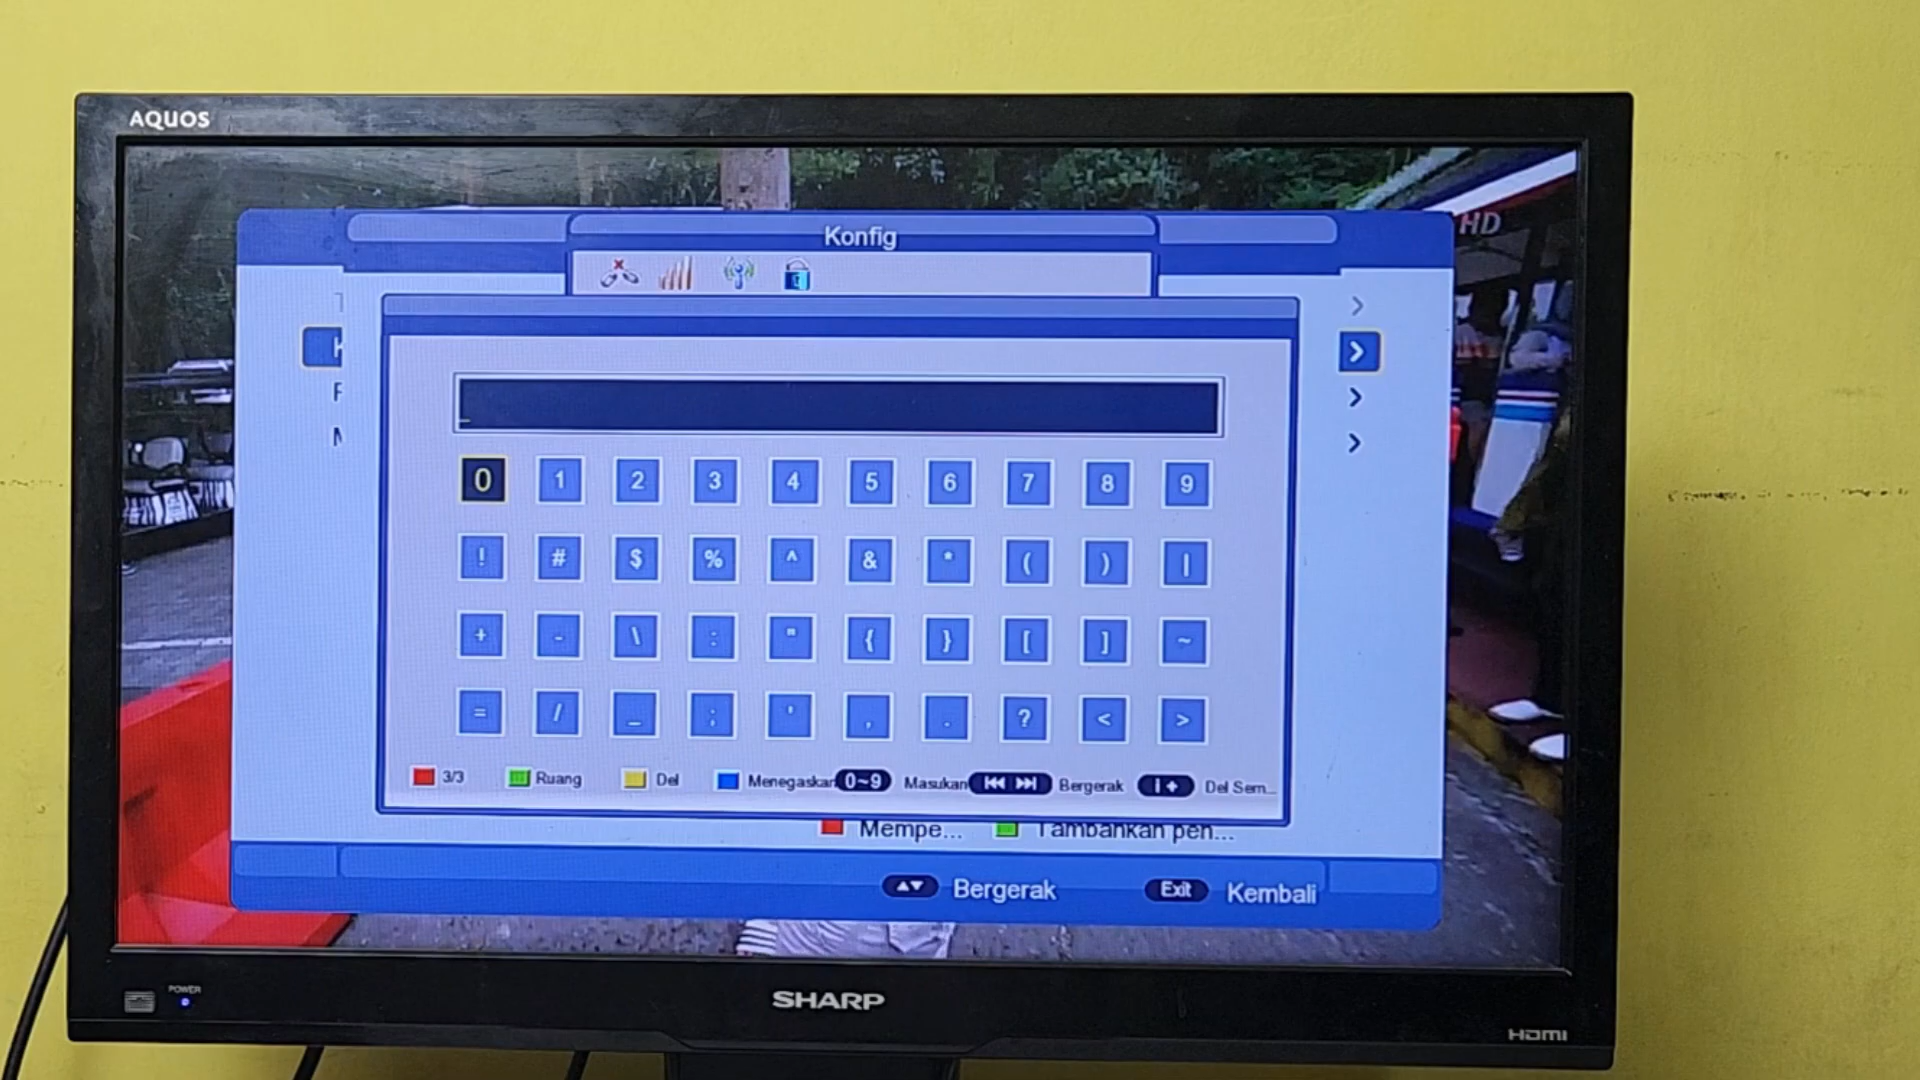 AQUOS
Konfig
HD
0 1 2 3 4 5 6 7 8 9
! # $ % ^ & * ( ) |
+ - \ : " { } [ ] ~
= / _ ; ' , . ? < >
3/3 Ruang Del Menegaskan 0~9 Masukan Bergerak Del Sem...
Mempe... Tambahkan pen...
Bergerak Exit Kembali
POWER
SHARP
HDMI